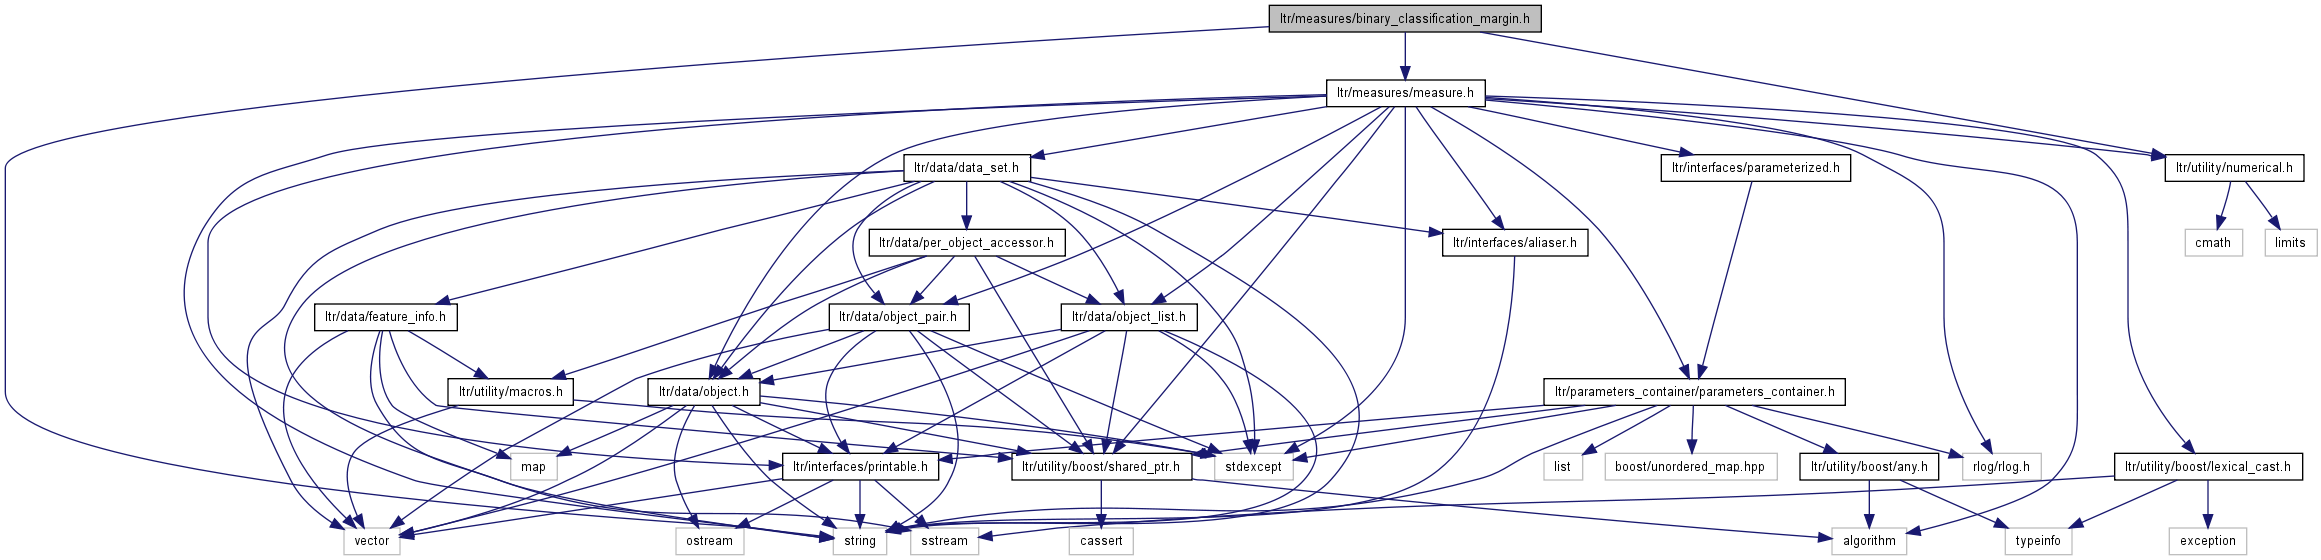 ltr/measures/binary_classification_margin.h
ltr/measures/measure.h
ltr/data/data_set.h
ltr/interfaces/parameterized.h
ltr/utility/numerical.h
ltr/data/per_object_accessor.h
ltr/interfaces/aliaser.h
cmath
limits
ltr/data/feature_info.h
ltr/data/object_pair.h
ltr/data/object_list.h
ltr/utility/macros.h
ltr/data/object.h
ltr/parameters_container/parameters_container.h
map
ltr/interfaces/printable.h
ltr/utility/boost/shared_ptr.h
stdexcept
list
boost/unordered_map.hpp
ltr/utility/boost/any.h
rlog/rlog.h
ltr/utility/boost/lexical_cast.h
vector
ostream
string
sstream
cassert
algorithm
typeinfo
exception